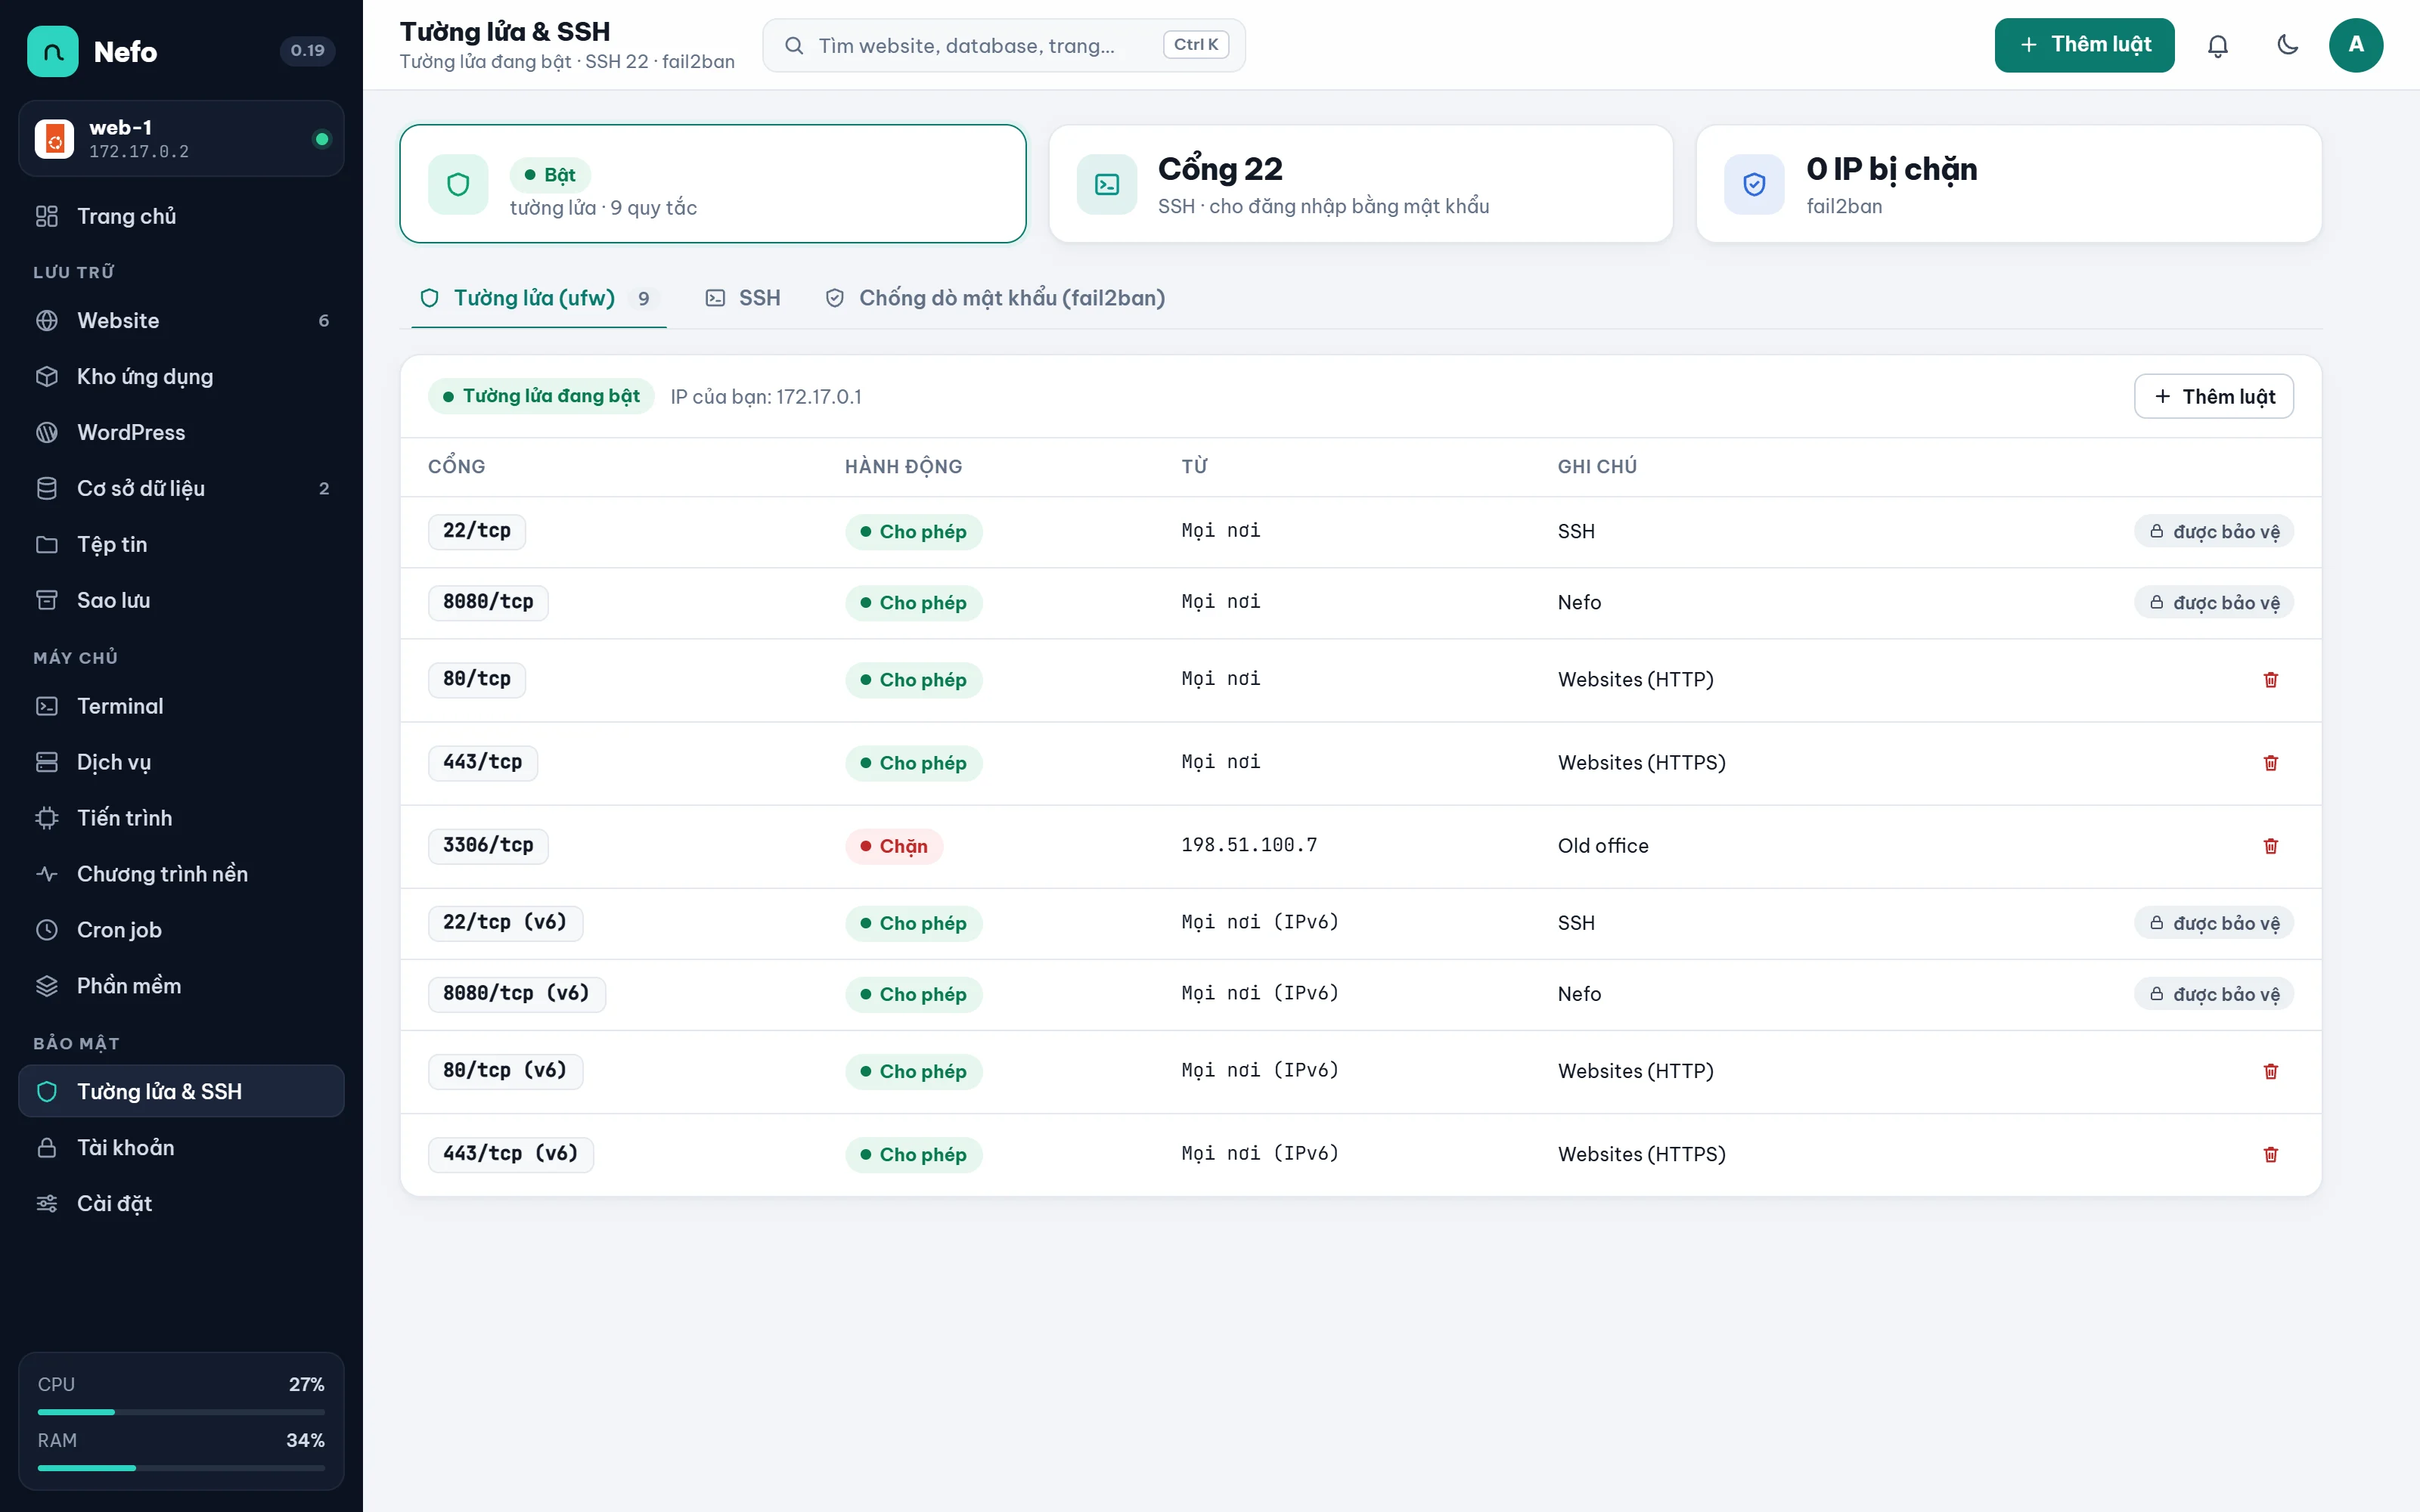 Nefo
0.19
web-1
172.17.0.2
Trang chủ
LƯU TRỮ
Website 6
Kho ứng dụng
WordPress
Cơ sở dữ liệu 2
Tệp tin
Sao lưu
MÁY CHỦ
Terminal
Dịch vụ
Tiến trình
Chương trình nền
Cron job
Phần mềm
BẢO MẬT
Tường lửa & SSH
Tài khoản
Cài đặt
CPU 27%
RAM 34%
Tường lửa & SSH
Tường lửa đang bật · SSH 22 · fail2ban
Tìm website, database, trang... Ctrl K
+ Thêm luật
A
Bật
tường lửa · 9 quy tắc
Cổng 22
SSH · cho đăng nhập bằng mật khẩu
0 IP bị chặn
fail2ban
Tường lửa (ufw) 9
SSH
Chống dò mật khẩu (fail2ban)
Tường lửa đang bật IP của bạn: 172.17.0.1
+ Thêm luật
CỔNG HÀNH ĐỘNG TỪ GHI CHÚ
22/tcp Cho phép Mọi nơi SSH được bảo vệ
8080/tcp Cho phép Mọi nơi Nefo được bảo vệ
80/tcp Cho phép Mọi nơi Websites (HTTP)
443/tcp Cho phép Mọi nơi Websites (HTTPS)
3306/tcp Chặn 198.51.100.7 Old office
22/tcp (v6) Cho phép Mọi nơi (IPv6) SSH được bảo vệ
8080/tcp (v6) Cho phép Mọi nơi (IPv6) Nefo được bảo vệ
80/tcp (v6) Cho phép Mọi nơi (IPv6) Websites (HTTP)
443/tcp (v6) Cho phép Mọi nơi (IPv6) Websites (HTTPS)